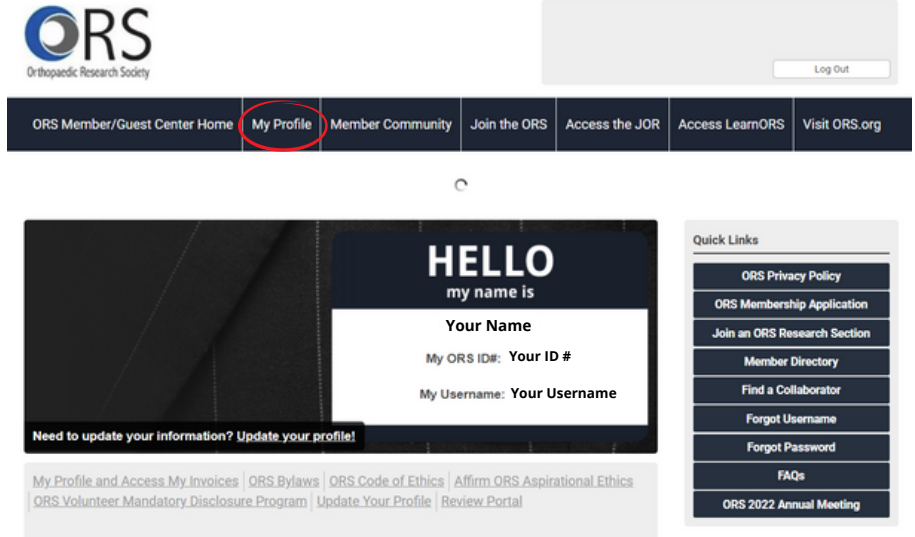 ORS
Orthopaedic Research Society
Log Out
ORS Member/Guest Center Home My Profile Member Community Join the ORS Access the JOR Access LearnORS Visit ORS.org
HELLO
my name is
Your Name
My ORS ID#: Your ID #
My Username: Your Username
Need to update your information? Update your profile!
My Profile and Access My Invoices ORS Bylaws ORS Code of Ethics Affirm ORS Aspirational Ethics
ORS Volunteer Mandatory Disclosure Program Update Your Profile Review Portal
Quick Links
ORS Privacy Policy
ORS Membership Application
Join an ORS Research Section
Member Directory
Find a Collaborator
Forgot Username
Forgot Password
FAQs
ORS 2022 Annual Meeting